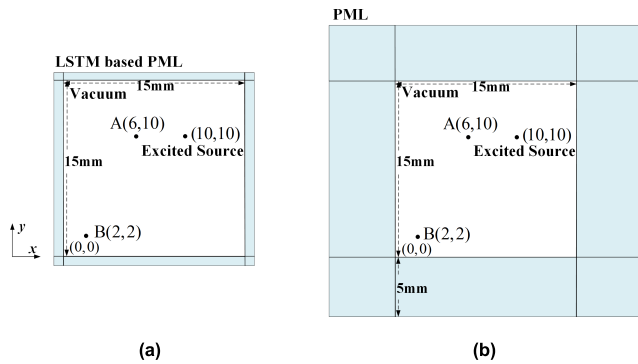 LSTM based PML
Vacuum
15mm
A(6,10)
(10,10)
Excited Source
15mm
B(2,2)
(0,0)
y
x
(a)
PML
Vacuum
15mm
A(6,10)
(10,10)
Excited Source
15mm
B(2,2)
(0,0)
5mm
(b)